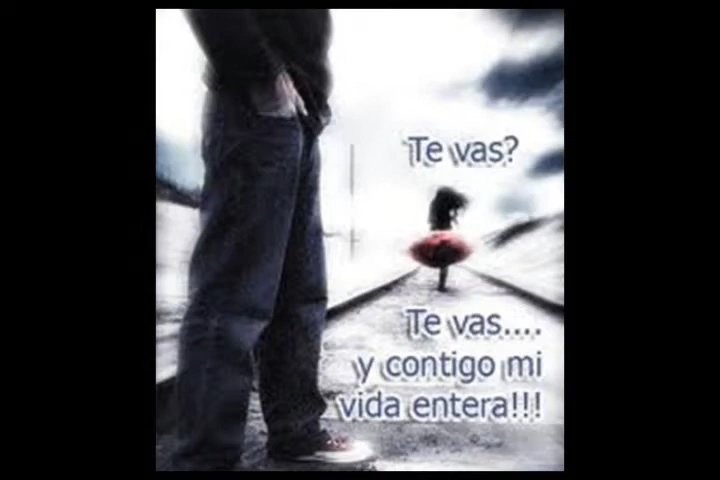 Te vas?
Te vas....
y contigo mi
vida entera!!!